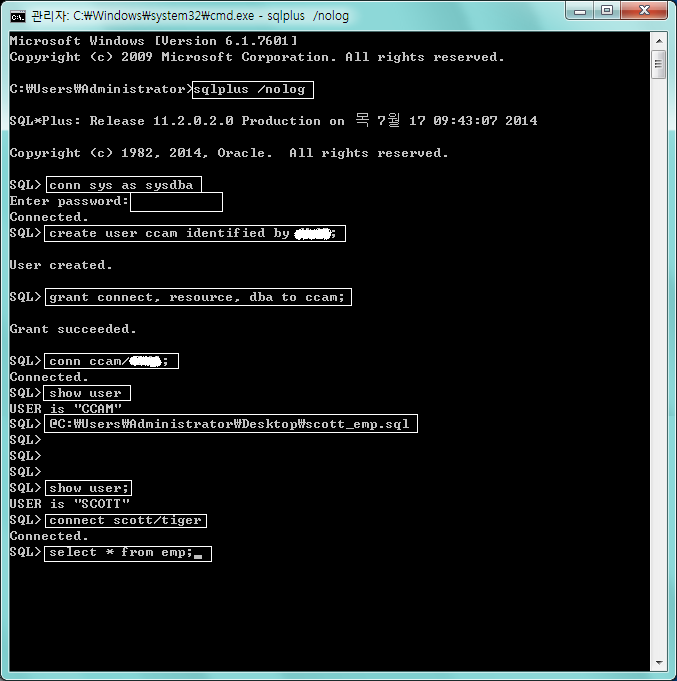 관리자: C:₩Windows₩system32₩cmd.exe - sqlplus /nolog
Microsoft Windows [Version 6.1.7601]
Copyright (c) 2009 Microsoft Corporation. All rights reserved.
C:₩Users₩Administrator>sqlplus /nolog
SQL*Plus: Release 11.2.0.2.0 Production on 목 7월 17 09:43:07 2014
Copyright (c) 1982, 2014, Oracle.  All rights reserved.
SQL> conn sys as sysdba
Enter password:
Connected.
SQL> create user ccam identified by ;
User created.
SQL> grant connect, resource, dba to ccam;
Grant succeeded.
SQL> conn ccam/ ;
Connected.
SQL> show user
USER is "CCAM"
SQL> @C:₩Users₩Administrator₩Desktop₩scott_emp.sql
SQL>
SQL>
SQL>
SQL> show user;
USER is "SCOTT"
SQL> connect scott/tiger
Connected.
SQL> select * from emp;